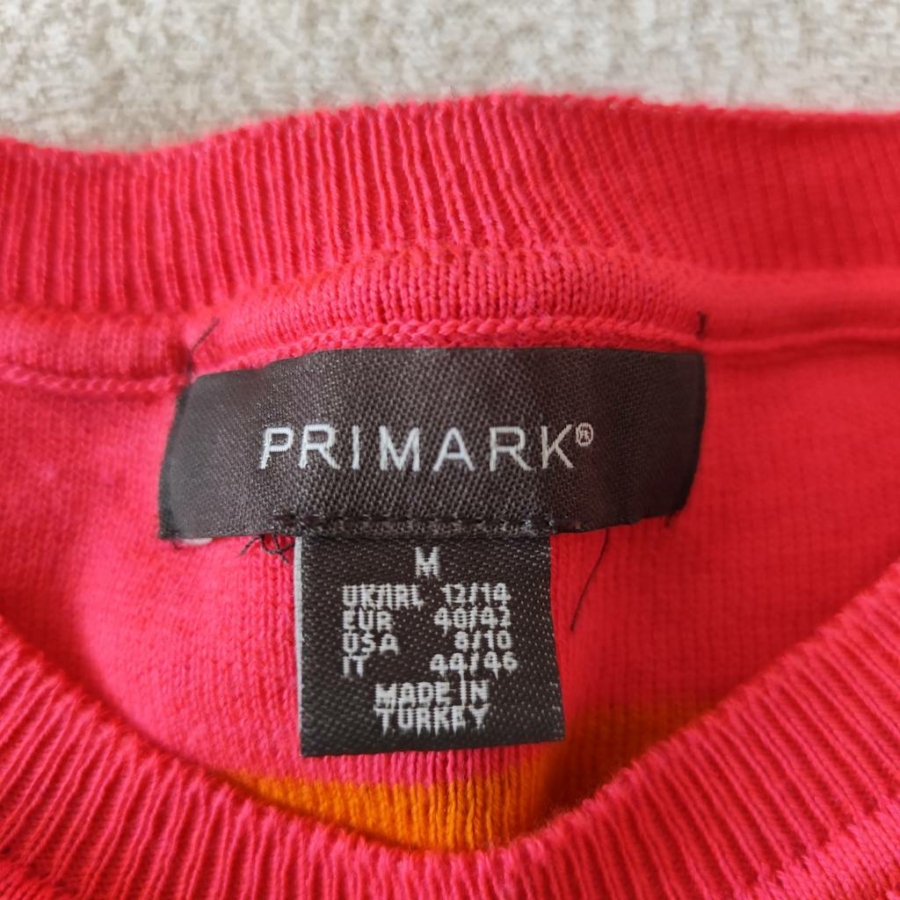 PRIMARK®
M
UK/IRL 12/14
EUR 40/42
USA 8/10
IT 44/46
MADE IN
TURKEY